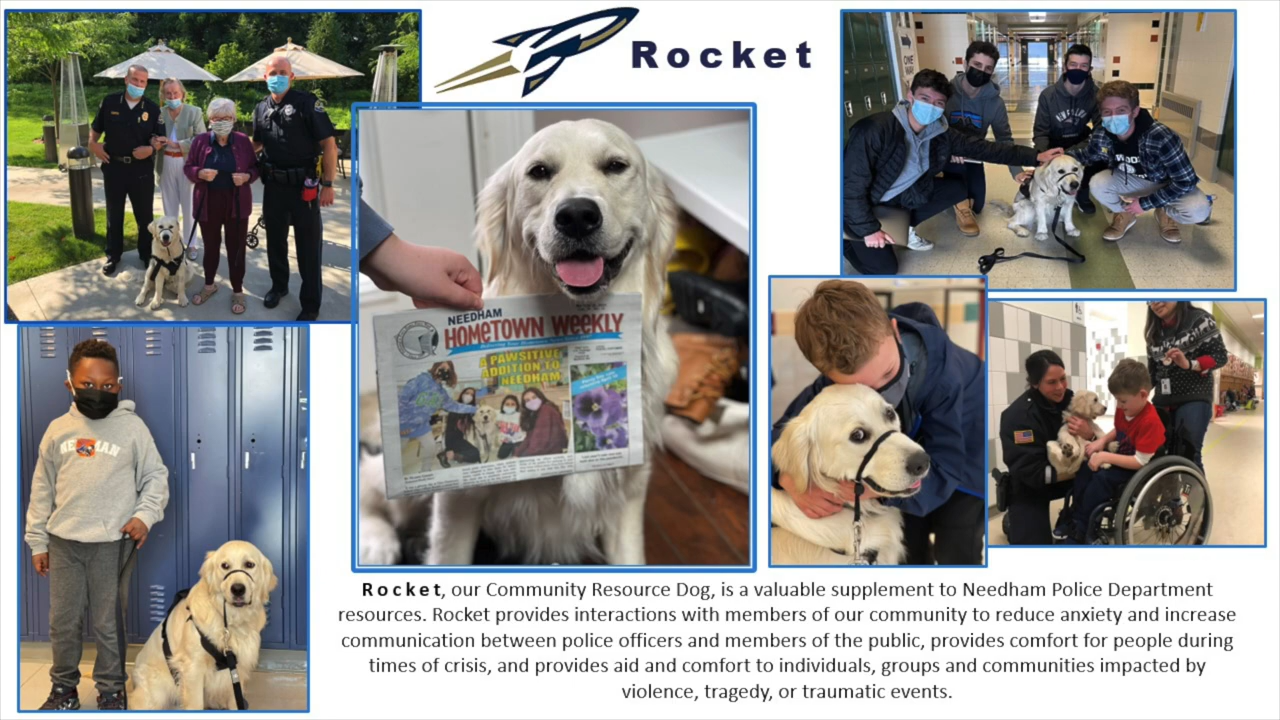 Rocket
ONE
WAY
NEEDHAM
HOMETOWN WEEKLY
A PAWSITIVE
ADDITION TO
NEEDHAM
Rocket, our Community Resource Dog, is a valuable supplement to Needham Police Department
resources. Rocket provides interactions with members of our community to reduce anxiety and increase
communication between police officers and members of the public, provides comfort for people during
times of crisis, and provides aid and comfort to individuals, groups and communities impacted by
violence, tragedy, or traumatic events.